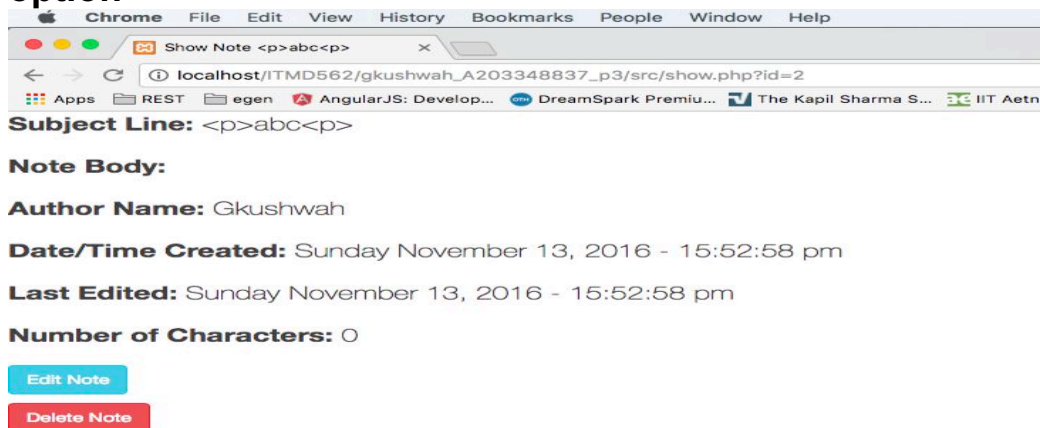 Chrome File Edit View History Bookmarks People Window Help
Show Note <p>abc<p>
localhost/ITMD562/gkushwah_A203348837_p3/src/show.php?id=2
Apps REST egen AngularJS: Develop... DreamSpark Premiu... The Kapil Sharma S... IIT Aetn
Subject Line: <p>abc<p>
Note Body:
Author Name: Gkushwah
Date/Time Created: Sunday November 13, 2016 - 15:52:58 pm
Last Edited: Sunday November 13, 2016 - 15:52:58 pm
Number of Characters: 0
Edit Note
Delete Note